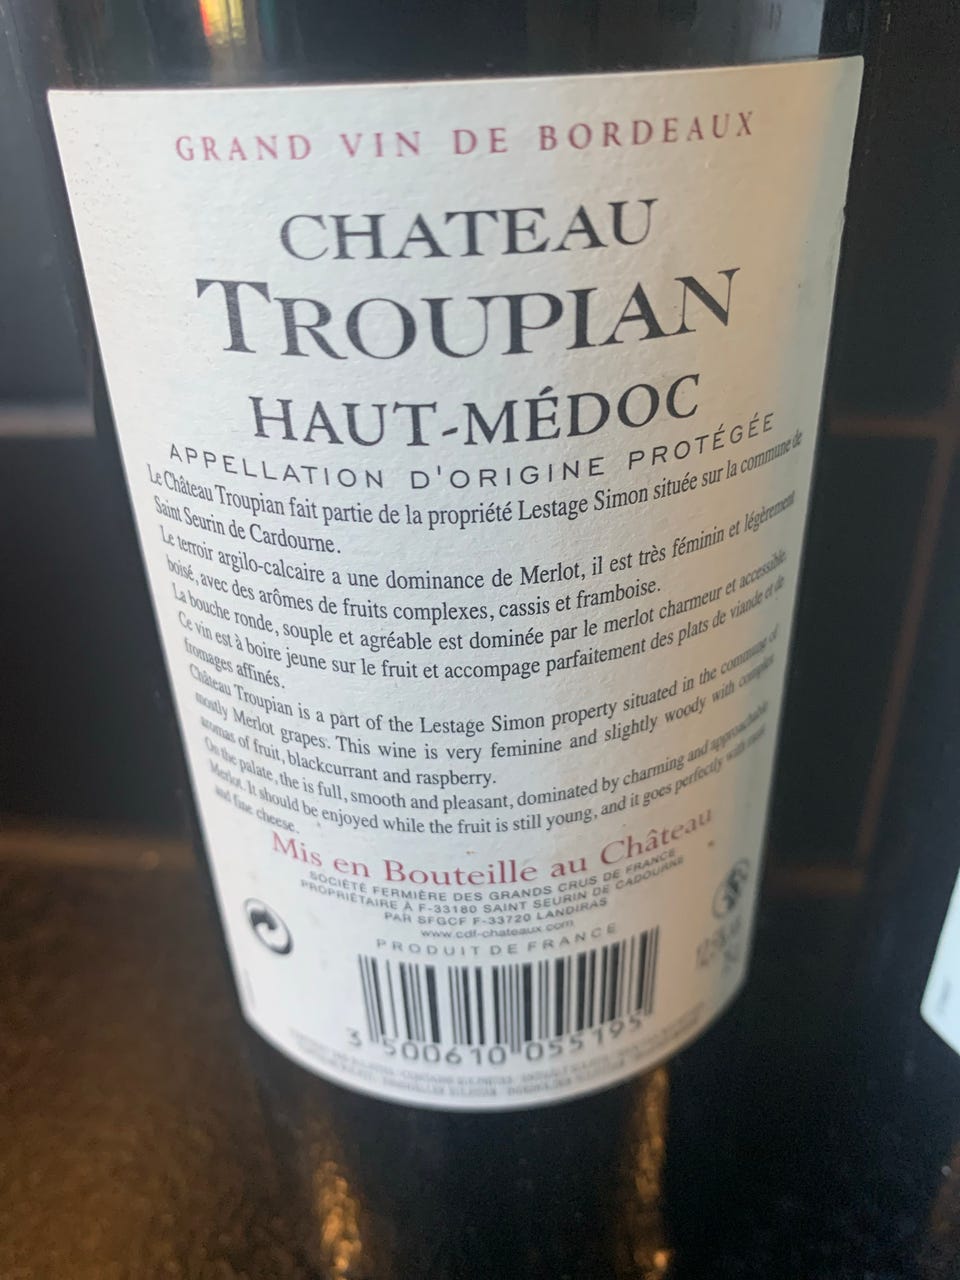 GRAND VIN DE BORDEAUX
CHATEAU
TROUPIAN
HAUT-MÉDOC
APPELLATION D'ORIGINE PROTÉGÉE
Le Château Troupian fait partie de la propriété Lestage Simon située sur la commune de
Saint Seurin de Cardourne.
Le terroir argilo-calcaire a une dominance de Merlot, il est très féminin et légèrement
boisé, avec des arômes de fruits complexes, cassis et framboise.
La bouche ronde, souple et agréable est dominée par le merlot charmeur et accessible.
Ce vin est à boire jeune sur le fruit et accompage parfaitement des plats de viande et de
fromages affinés.
Château Troupian is a part of the Lestage Simon property situated in the commung of
mostly Merlot grapes. This wine is very feminine and slightly woody with complex
aromas of fruit, blackcurrant and raspberry.
On the palate, the is full, smooth and pleasant, dominated by charming and approachable
Merlot. It should be enjoyed while the fruit is still young, and it goes perfectly with
and fine cheese.
Mis en Bouteille au Château
SOCIÉTÉ FERMIÈRE DES GRANDS CRUS DE FRANCE
PROPRIÉTAIRE À F-33180 SAINT SEURIN DE CADOURNE
PAR SFGCF F-33720 LANDIRAS
www.cdf-chateaux.com
PRODUIT DE FRANCE
3 500610 055195